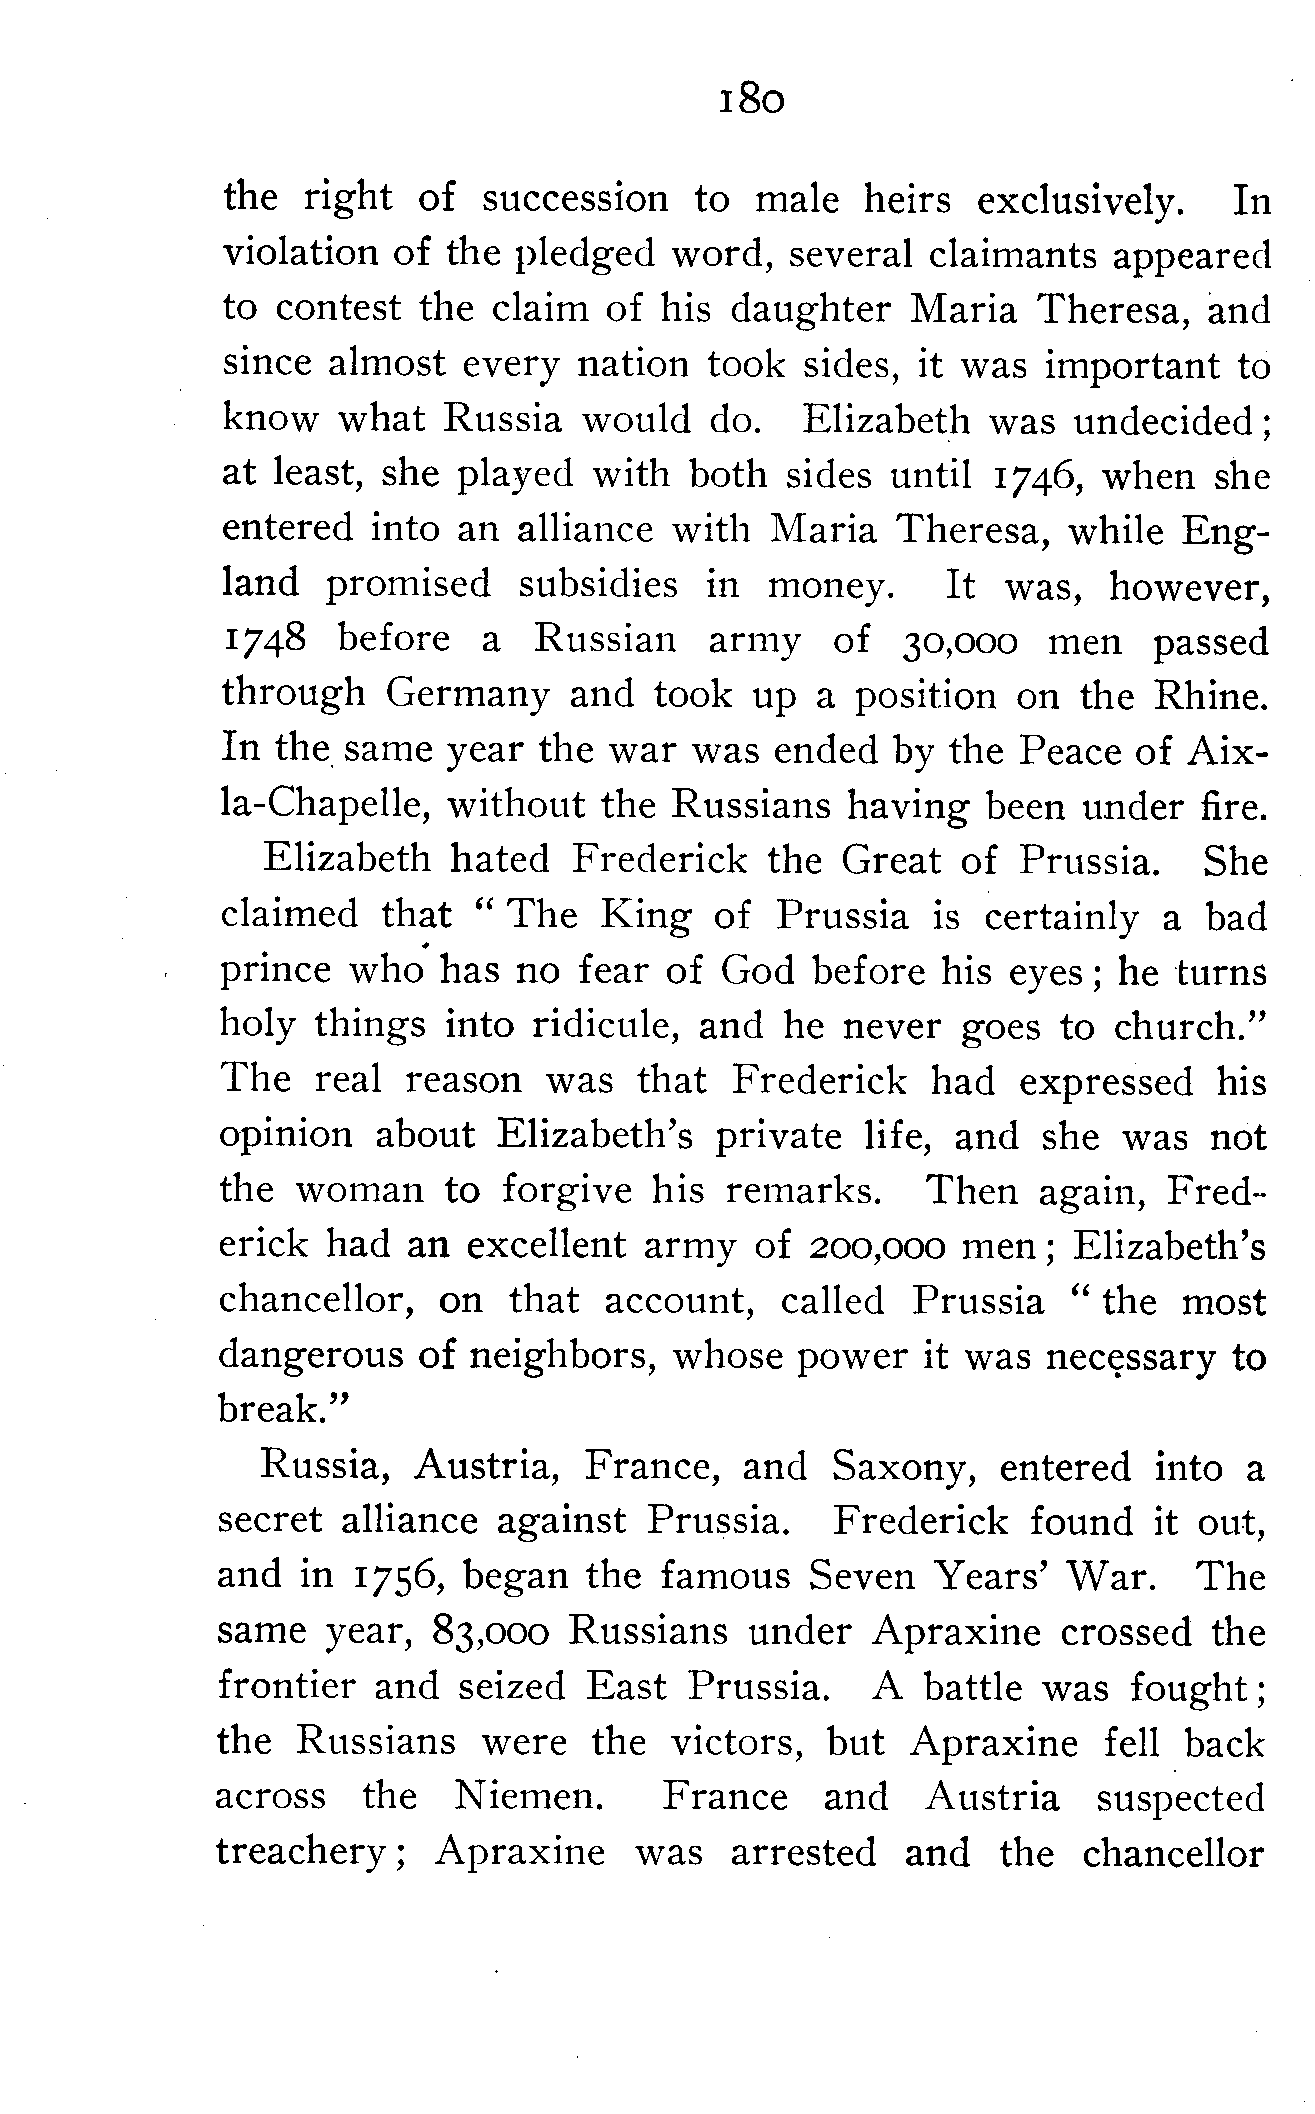 180
the right of succession to male heirs exclusively. In
violation of the pledged word, several claimants appeared
to contest the claim of his daughter Maria Theresa, and
since almost every nation took sides, it was important to
know what Russia would do. Elizabeth was undecided;
at least, she played with both sides until 1746, when she
entered into an alliance with Maria Theresa, while Eng-
land promised subsidies in money. It was, however,
1748 before a Russian army of 30,000 men passed
through Germany and took up a position on the Rhine.
In the same year the war was ended by the Peace of Aix-
la-Chapelle, without the Russians having been under fire.
Elizabeth hated Frederick the Great of Prussia. She
claimed that "The King of Prussia is certainly a bad
prince who has no fear of God before his eyes; he turns
holy things into ridicule, and he never goes to church."
The real reason was that Frederick had expressed his
opinion about Elizabeth's private life, and she was not
the woman to forgive his remarks. Then again, Fred-
erick had an excellent army of 200,000 men; Elizabeth's
chancellor, on that account, called Prussia "the most
dangerous of neighbors, whose power it was necessary to
break."
Russia, Austria, France, and Saxony, entered into a
secret alliance against Prussia. Frederick found it out,
and in 1756, began the famous Seven Years' War. The
same year, 83,000 Russians under Apraxine crossed the
frontier and seized East Prussia. A battle was fought;
the Russians were the victors, but Apraxine fell back
across the Niemen. France and Austria suspected
treachery; Apraxine was arrested and the chancellor